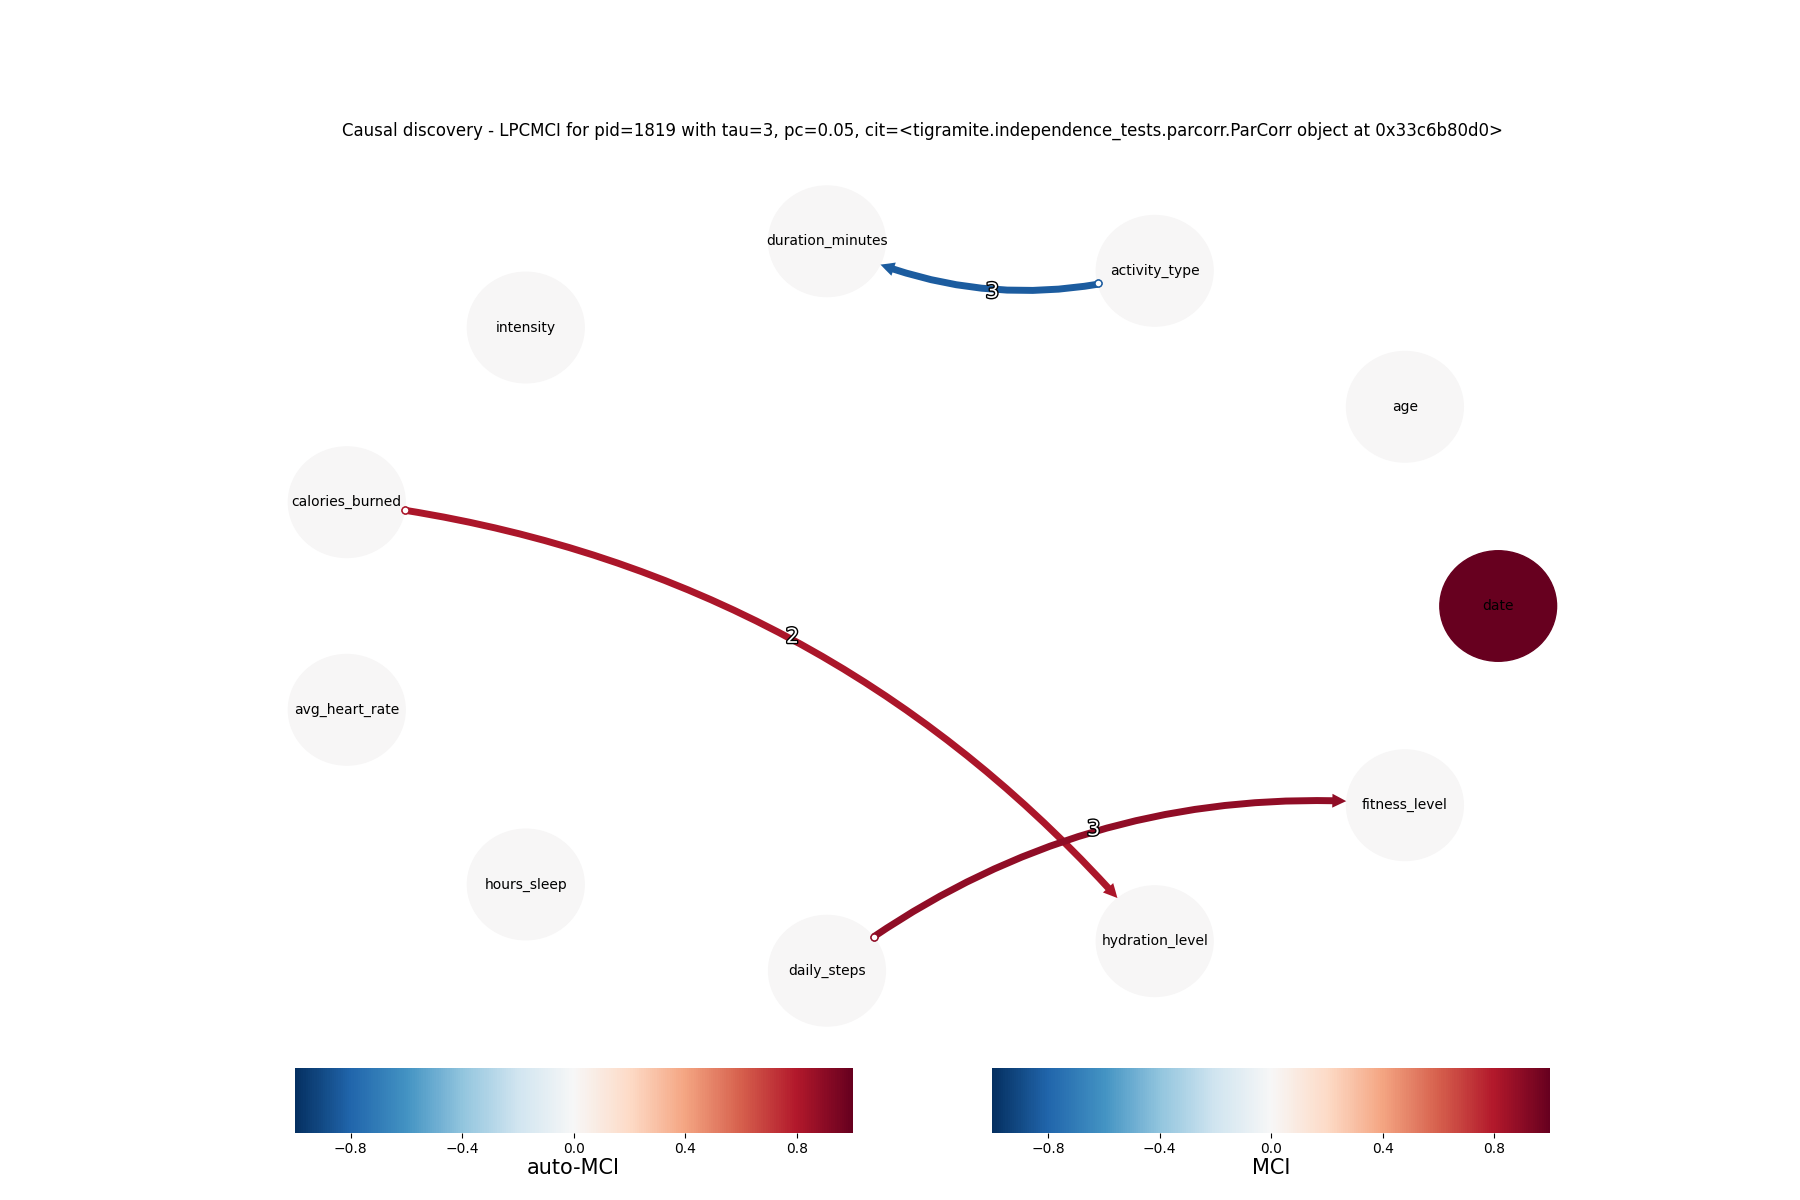 Causal discovery - LPCMCI for pid=1819 with tau=3, pc=0.05, cit=<tigramite.independence_tests.parcorr.ParCorr object at 0x33c6b80d0>
duration_minutes
activity_type
3
intensity
age
calories_burned
date
2
avg_heart_rate
fitness_level
3
hours_sleep
hydration_level
daily_steps
−0.8 −0.4 0.0 0.4 0.8
auto-MCI
−0.8 −0.4 0.0 0.4 0.8
MCI